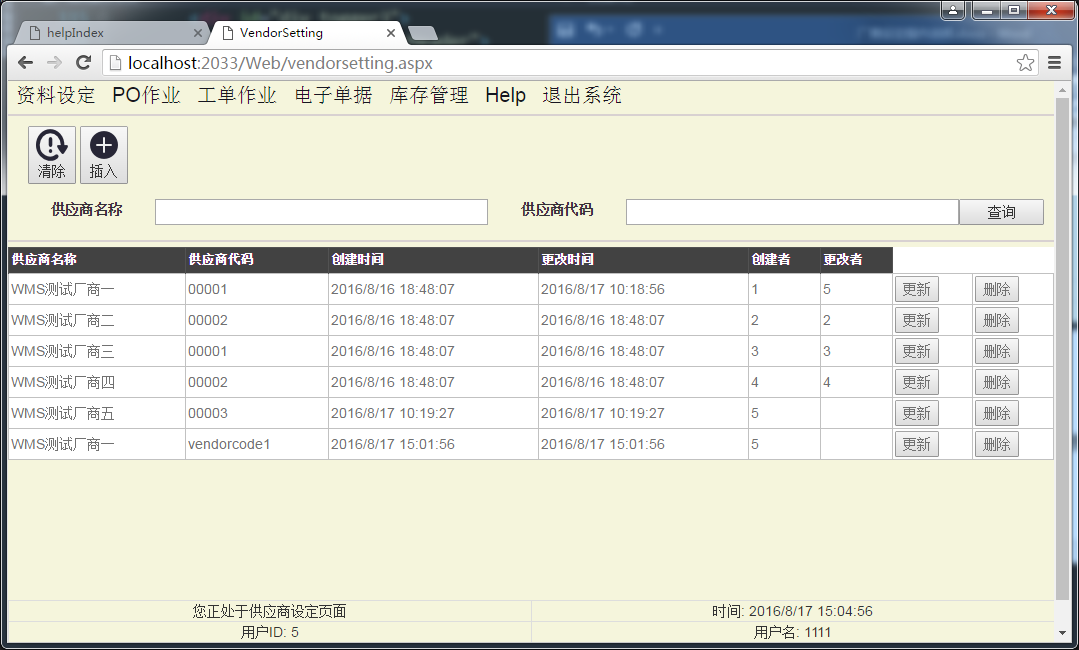 helpIndex VendorSetting
localhost:2033/Web/vendorsetting.aspx
资料设定 PO作业 工单作业 电子单据 库存管理 Help 退出系统
清除 插入
供应商名称 供应商代码 查询
供应商名称 供应商代码 创建时间 更改时间 创建者 更改者
WMS测试厂商一 00001 2016/8/16 18:48:07 2016/8/17 10:18:56 1 5 更新 删除
WMS测试厂商二 00002 2016/8/16 18:48:07 2016/8/16 18:48:07 2 2 更新 删除
WMS测试厂商三 00001 2016/8/16 18:48:07 2016/8/16 18:48:07 3 3 更新 删除
WMS测试厂商四 00002 2016/8/16 18:48:07 2016/8/16 18:48:07 4 4 更新 删除
WMS测试厂商五 00003 2016/8/17 10:19:27 2016/8/17 10:19:27 5 更新 删除
WMS测试厂商一 vendorcode1 2016/8/17 15:01:56 2016/8/17 15:01:56 5 更新 删除
您正处于供应商设定页面 时间: 2016/8/17 15:04:56
用户ID: 5 用户名: 1111